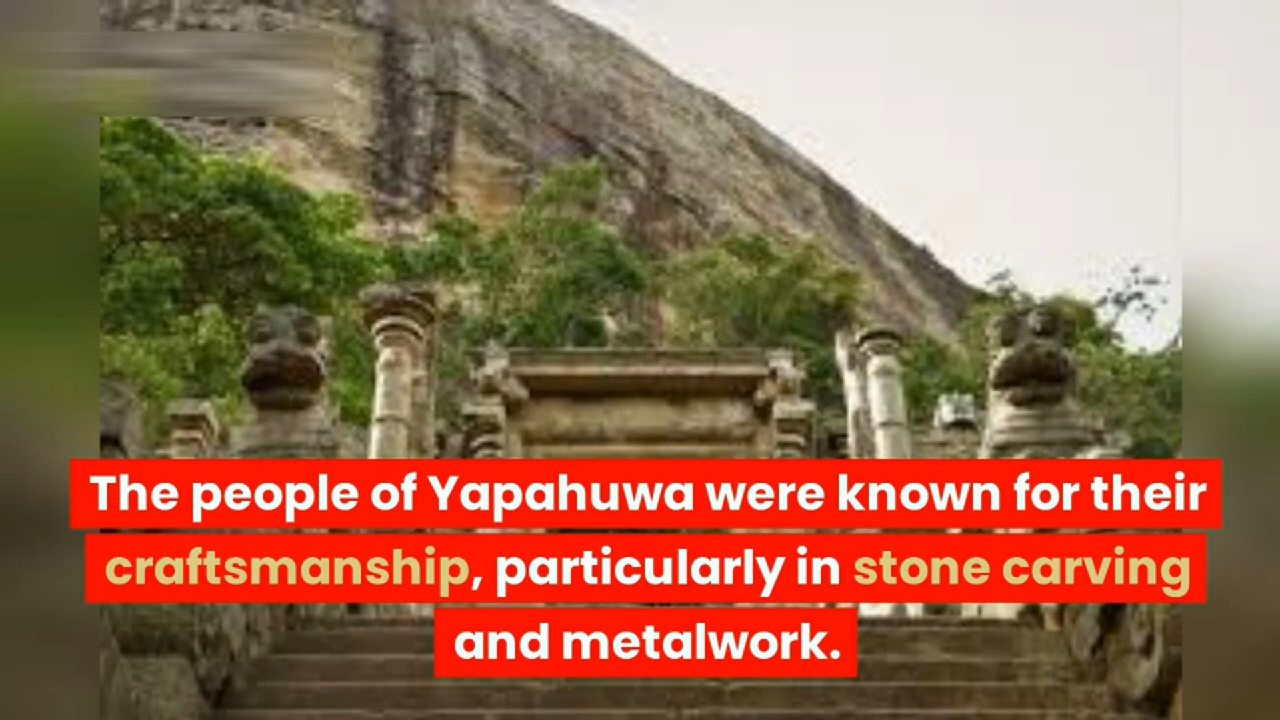 The people of Yapahuwa were known for their
craftsmanship, particularly in stone carving
and metalwork.